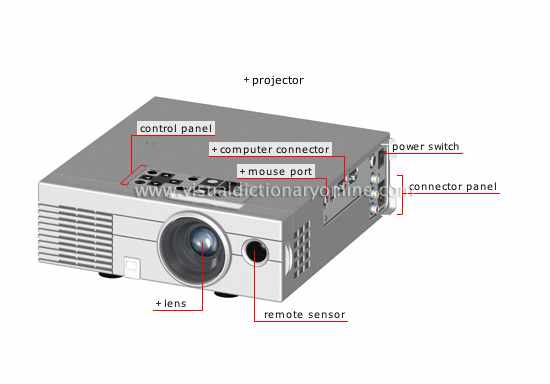 + projector
control panel
+ computer connector
power switch
+ mouse port
connector panel
www.visualdictionaryonline.com
+ lens
remote sensor